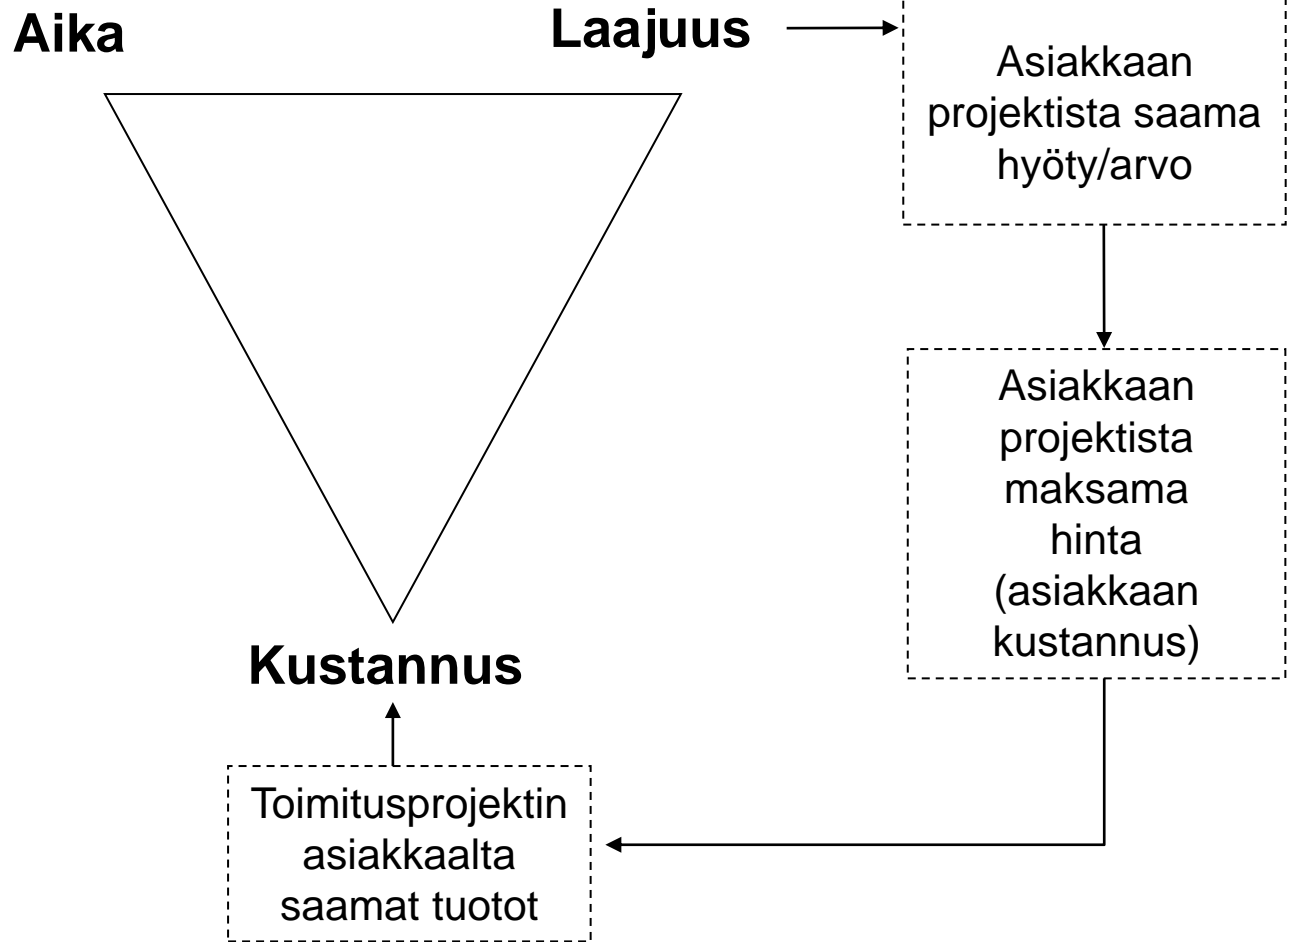 Aika
Laajuus
Asiakkaan
projektista saama
hyöty/arvo
Asiakkaan
projektista
maksama
hinta
(asiakkaan
kustannus)
Kustannus
Toimitusprojektin
asiakkaalta
saamat tuotot